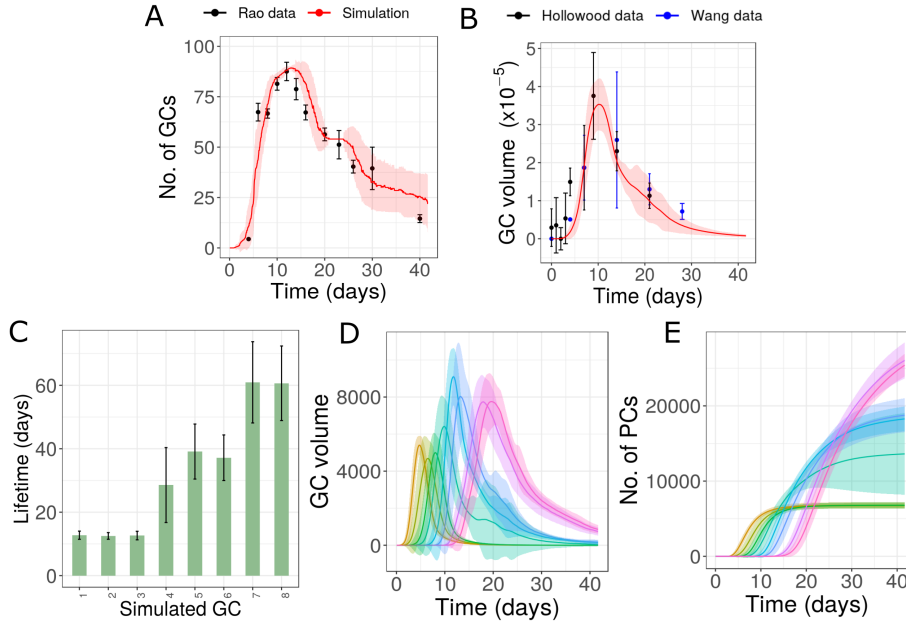 A
Rao data
Simulation
No. of GCs
100
75
50
25
0
0
10
20
30
40
Time (days)
B
Hollowood data
Wang data
GC volume (x10⁻⁵)
5
4
3
2
1
0
0
10
20
30
40
Time (days)
C
Lifetime (days)
60
40
20
0
1
2
3
4
5
6
7
8
Simulated GC
D
GC volume
8000
4000
0
0
10
20
30
40
Time (days)
E
No. of PCs
20000
10000
0
0
10
20
30
40
Time (days)